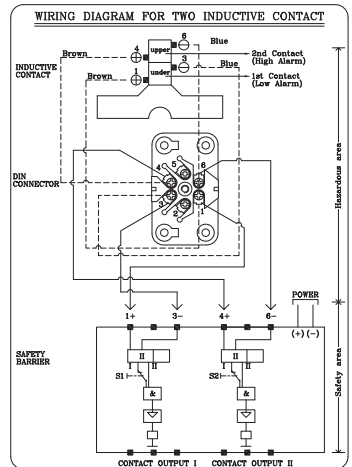 WIRING DIAGRAM FOR TWO INDUCTIVE CONTACT
6
Blue
4
upper
2nd Contact
(High Alarm)
Brown
3
INDUCTIVE
CONTACT
under
Blue
1
Brown
1st Contact
(Low Alarm)
Hazardous area
5
4
6
DIN
CONNECTOR
3
2
1
POWER
1+
3-
4+
6-
(+) (-)
SAFETY
BARRIER
II
II
I
II
I
II
S1
S2
&
&
Safety area
CONTACT OUTPUT I
CONTACT OUTPUT II